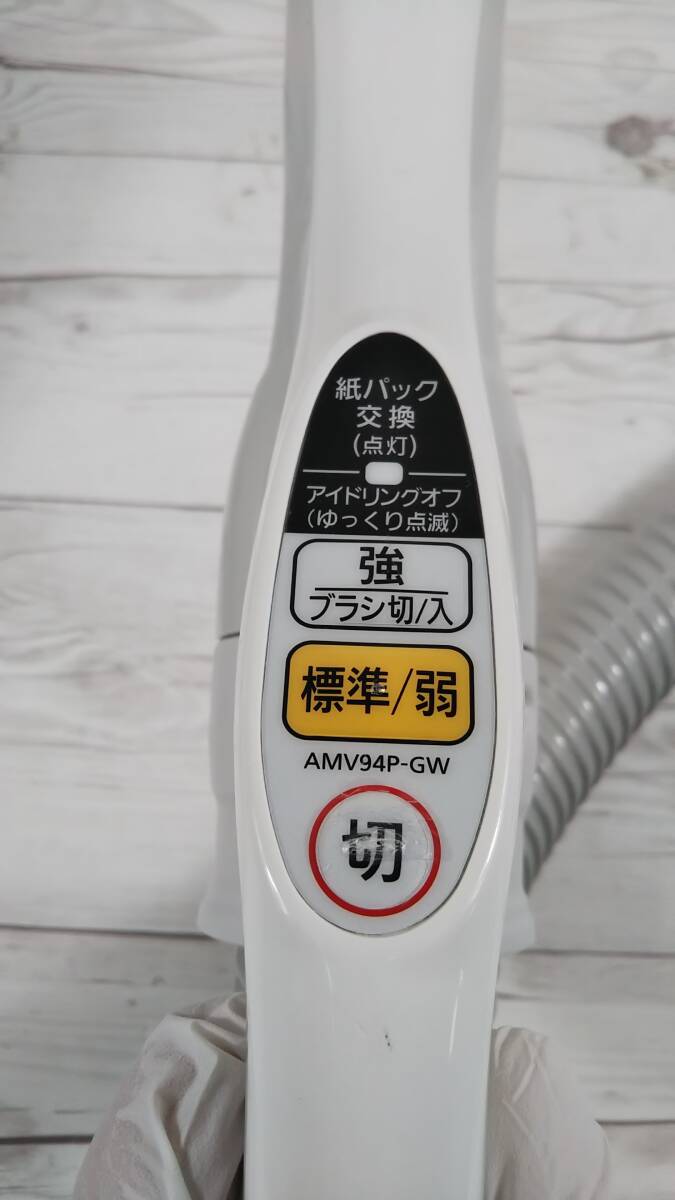 紙パック
交換
(点灯)
アイドリングオフ
(ゆっくり点滅)
強
ブラシ切/入
標準/弱
AMV94P-GW
切